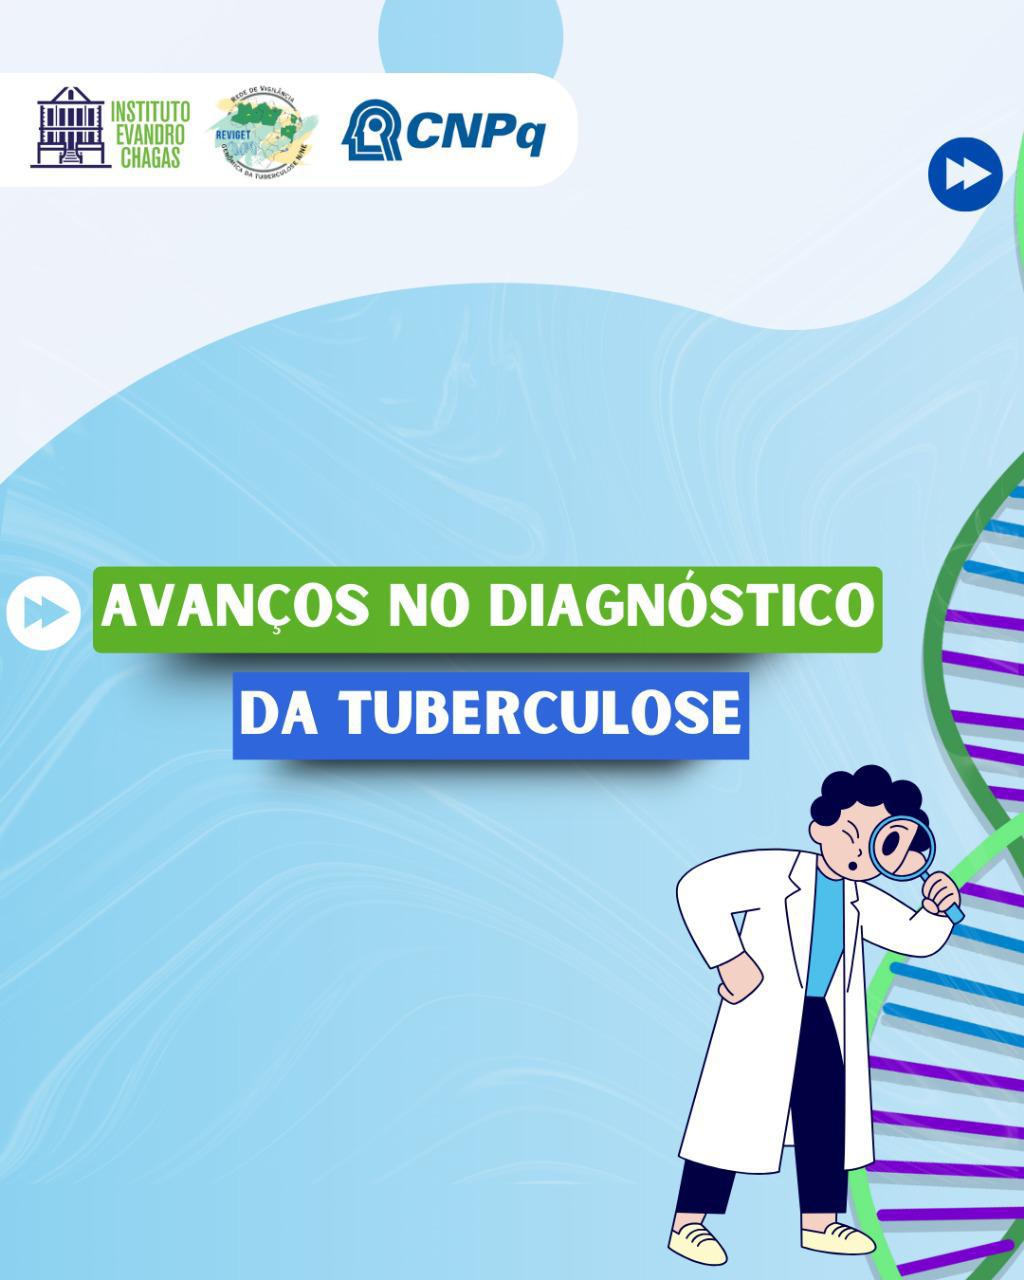 INSTITUTO
EVANDRO
CHAGAS
REDE DE VIGILÂNCIA
REVIGET
GENÔMICA DA TUBERCULOSE N/NE
CNPq
AVANÇOS NO DIAGNÓSTICO
DA TUBERCULOSE